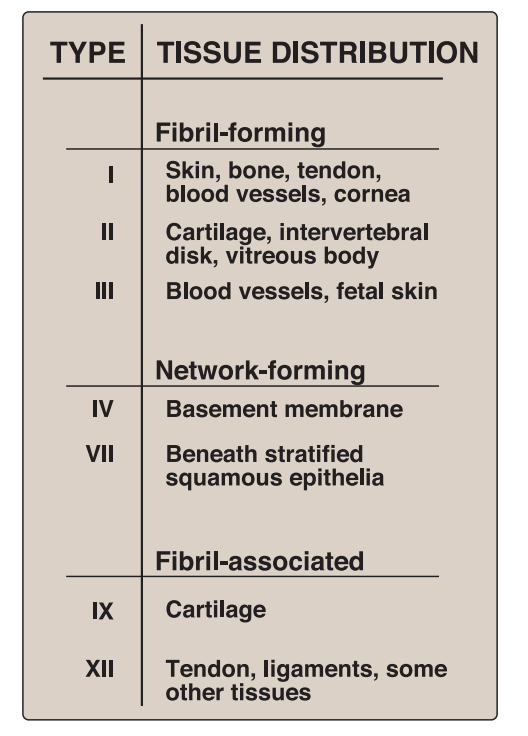 TYPE TISSUE DISTRIBUTION
Fibril-forming
I Skin, bone, tendon,
blood vessels, cornea
II Cartilage, intervertebral
disk, vitreous body
III Blood vessels, fetal skin
Network-forming
IV Basement membrane
VII Beneath stratified
squamous epithelia
Fibril-associated
IX Cartilage
XII Tendon, ligaments, some
other tissues